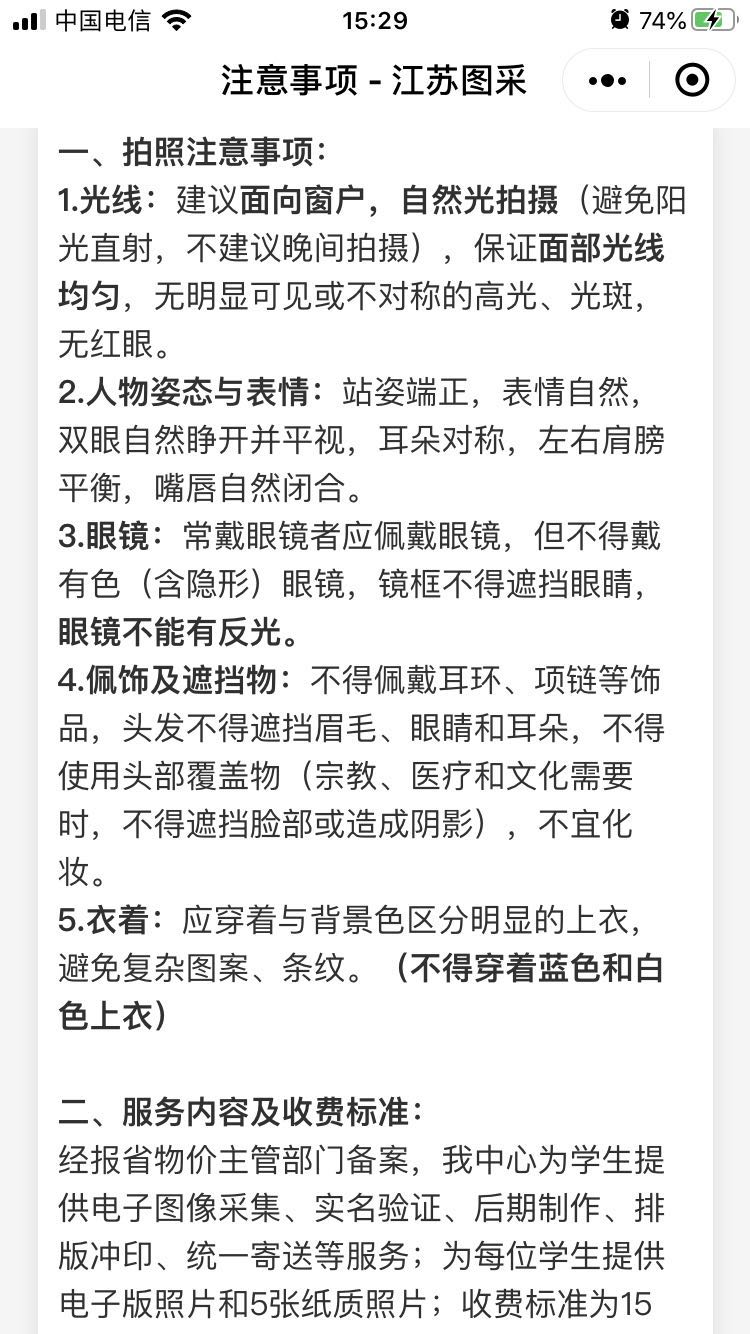 中国电信
15:29
74%
注意事项 - 江苏图采
一、拍照注意事项：
1.光线：建议面向窗户，自然光拍摄（避免阳
光直射，不建议晚间拍摄），保证面部光线
均匀，无明显可见或不对称的高光、光斑，
无红眼。
2.人物姿态与表情：站姿端正，表情自然，
双眼自然睁开并平视，耳朵对称，左右肩膀
平衡，嘴唇自然闭合。
3.眼镜：常戴眼镜者应佩戴眼镜，但不得戴
有色（含隐形）眼镜，镜框不得遮挡眼睛，
眼镜不能有反光。
4.佩饰及遮挡物：不得佩戴耳环、项链等饰
品，头发不得遮挡眉毛、眼睛和耳朵，不得
使用头部覆盖物（宗教、医疗和文化需要
时，不得遮挡脸部或造成阴影），不宜化
妆。
5.衣着：应穿着与背景色区分明显的上衣，
避免复杂图案、条纹。（不得穿着蓝色和白
色上衣）
二、服务内容及收费标准：
经报省物价主管部门备案，我中心为学生提
供电子图像采集、实名验证、后期制作、排
版冲印、统一寄送等服务；为每位学生提供
电子版照片和5张纸质照片；收费标准为15